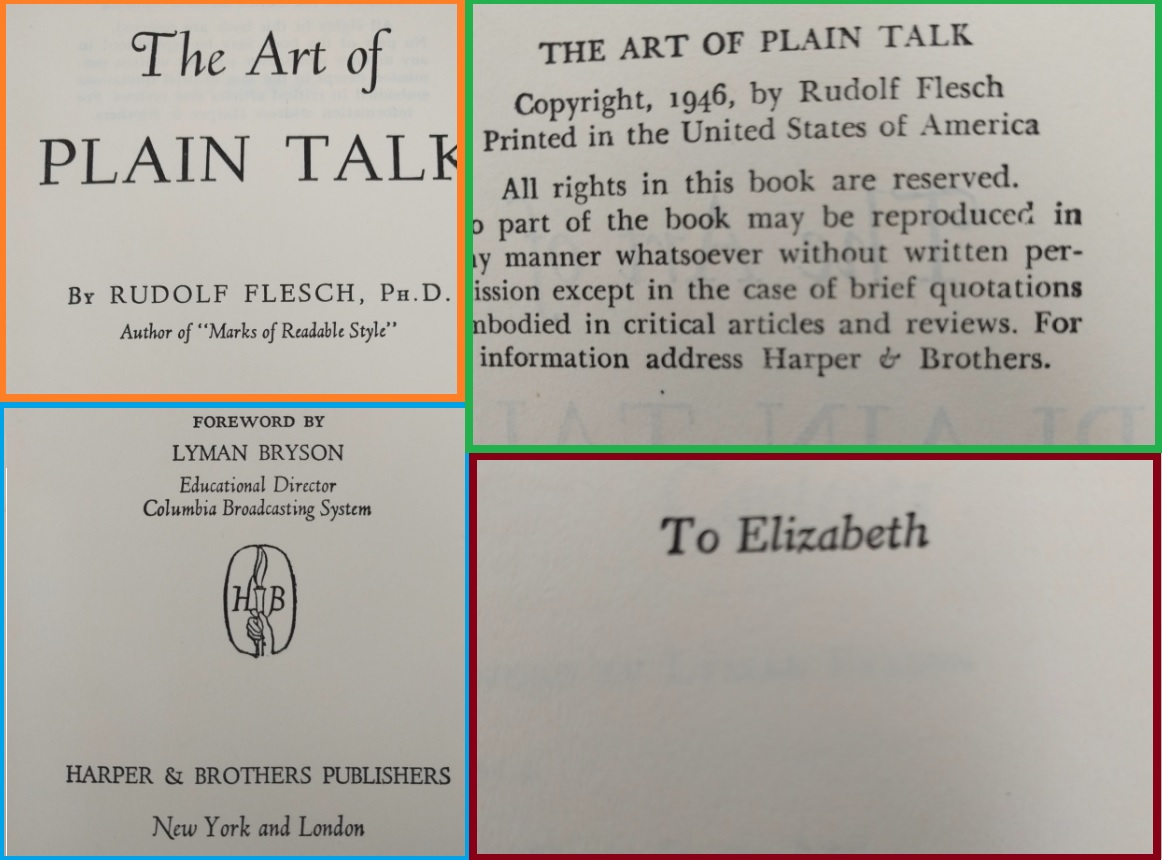 The Art of
PLAIN TALK
By RUDOLF FLESCH, Ph.D.
Author of "Marks of Readable Style"
FOREWORD BY
LYMAN BRYSON
Educational Director
Columbia Broadcasting System
H B
HARPER & BROTHERS PUBLISHERS
New York and London
THE ART OF PLAIN TALK
Copyright, 1946, by Rudolf Flesch
Printed in the United States of America
All rights in this book are reserved.
o part of the book may be reproduced in
y manner whatsoever without written per-
ission except in the case of brief quotations
mbodied in critical articles and reviews. For
information address Harper & Brothers.
To Elizabeth